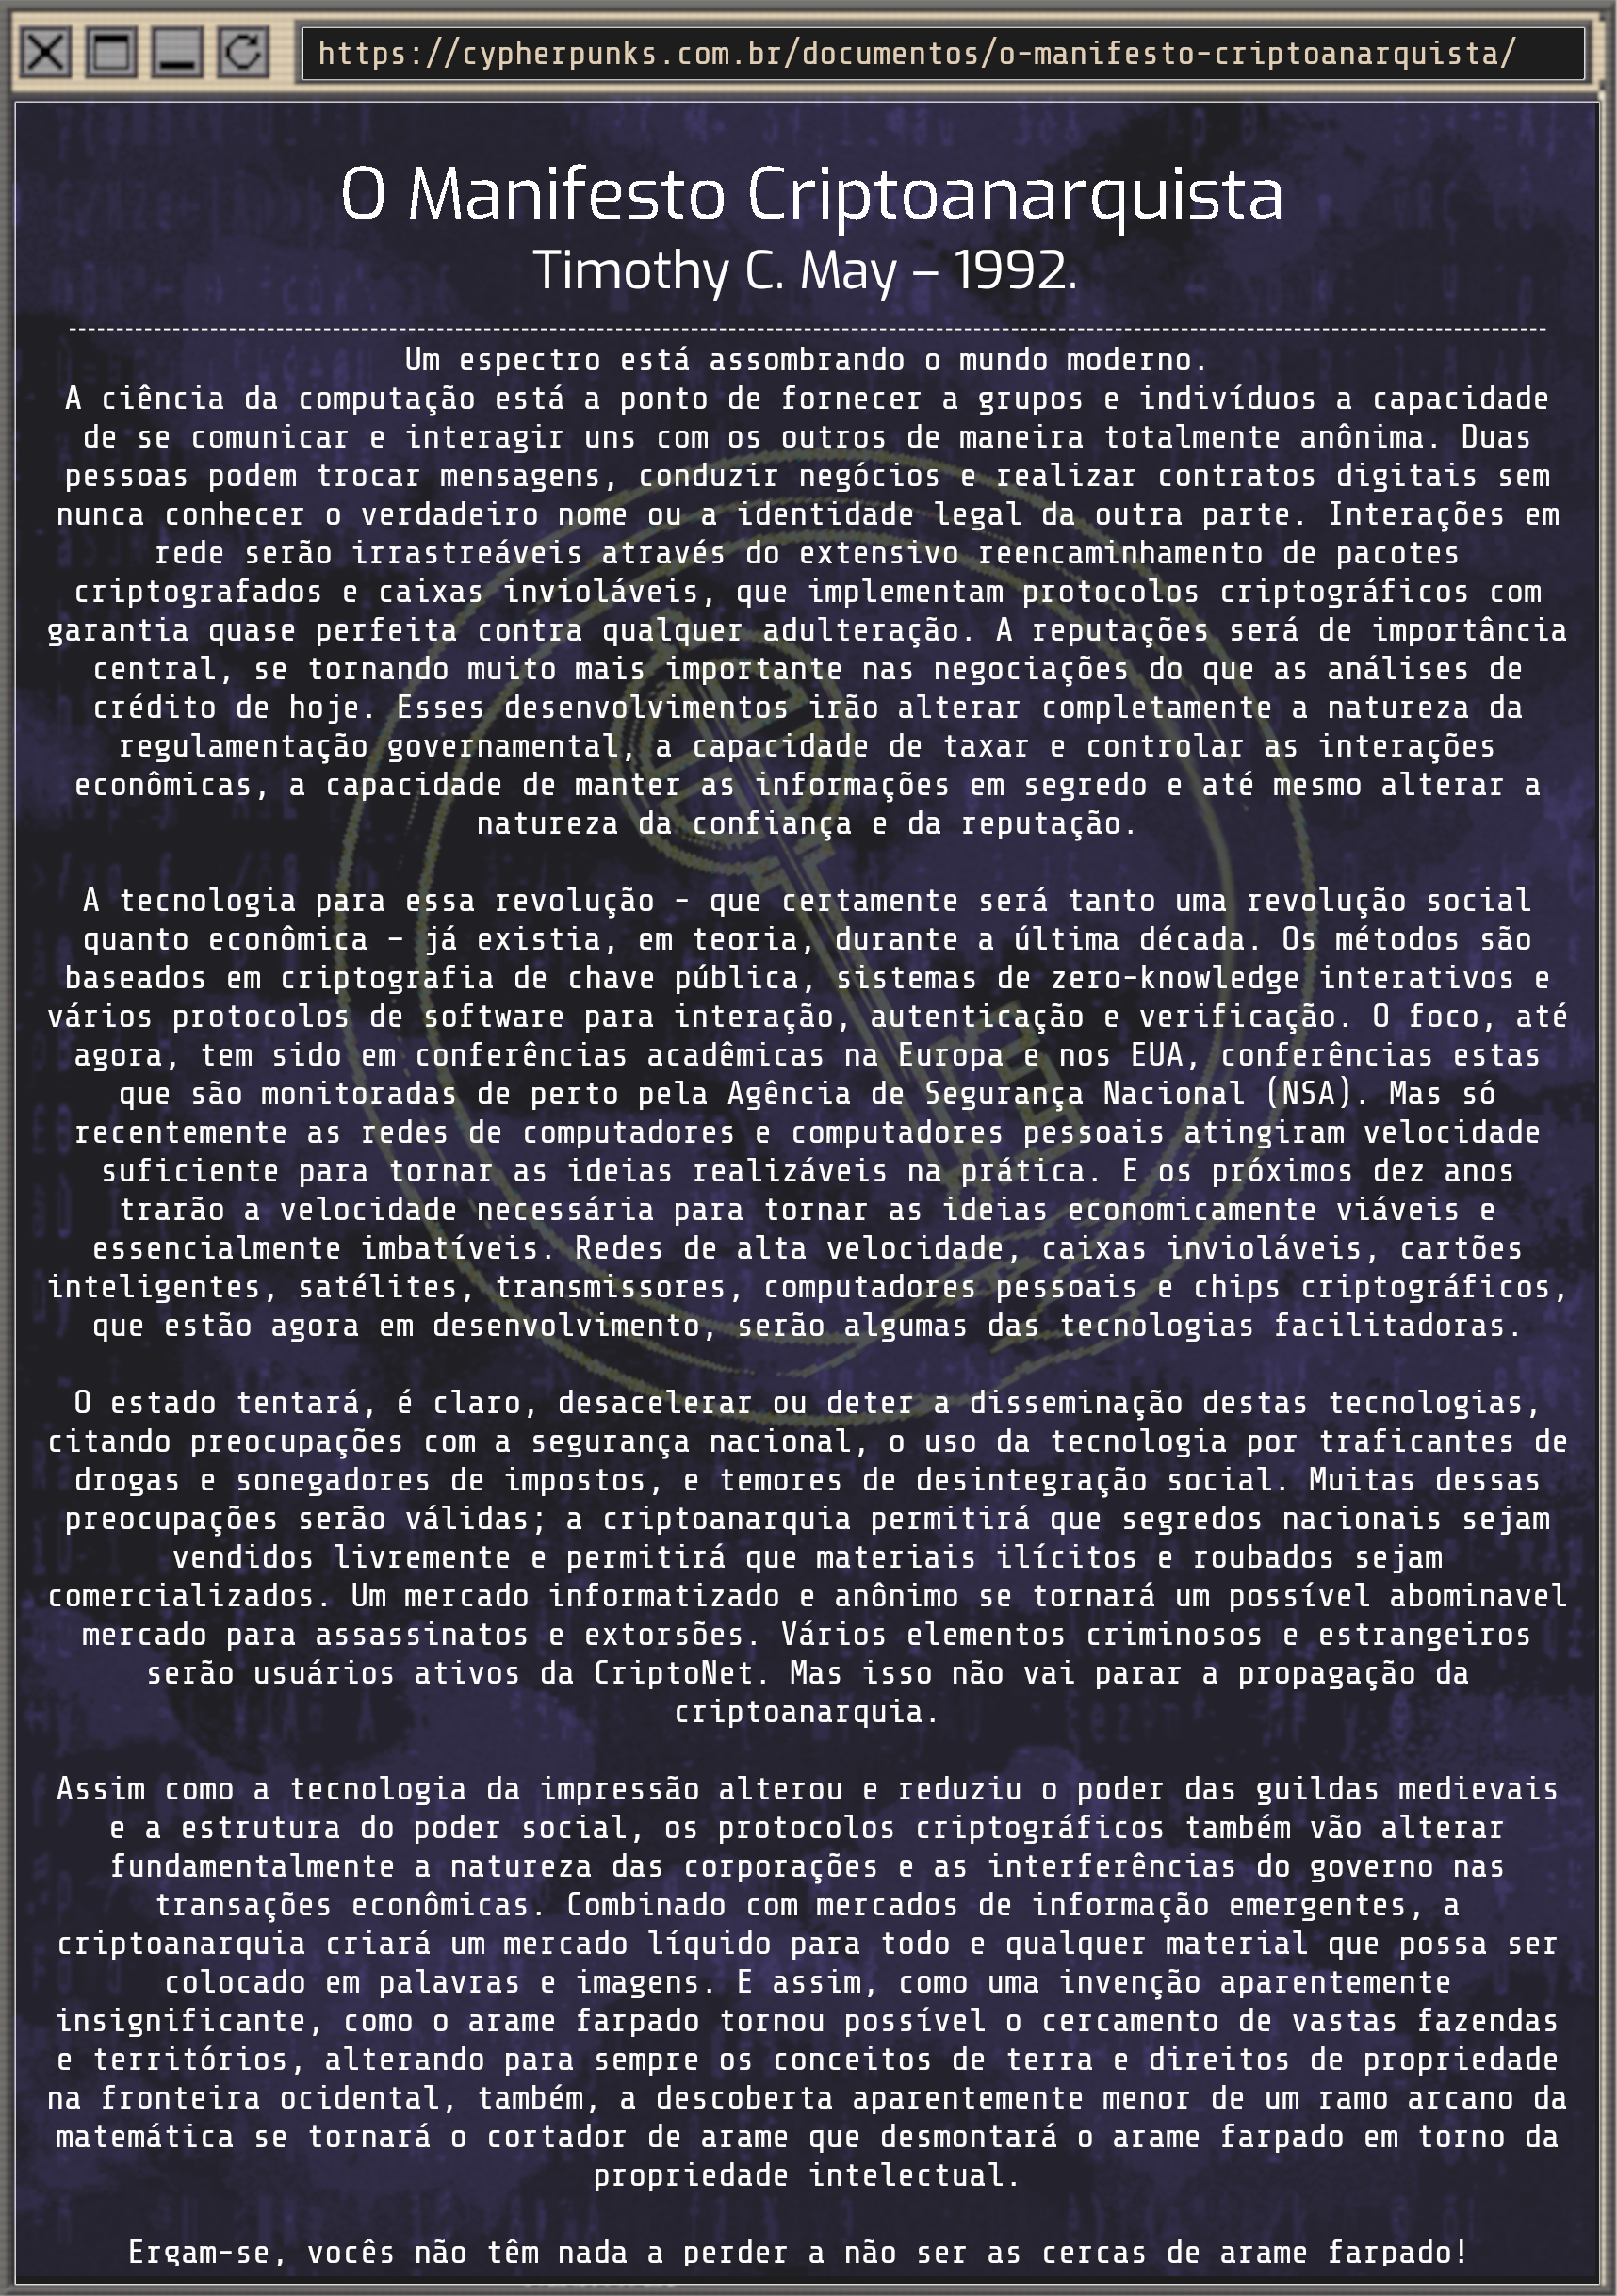 https://cypherpunks.com.br/documentos/o-manifesto-criptoanarquista/
O Manifesto Criptoanarquista
Timothy C. May – 1992.
Um espectro está assombrando o mundo moderno.
A ciência da computação está a ponto de fornecer a grupos e indivíduos a capacidade
de se comunicar e interagir uns com os outros de maneira totalmente anônima. Duas
pessoas podem trocar mensagens, conduzir negócios e realizar contratos digitais sem
nunca conhecer o verdadeiro nome ou a identidade legal da outra parte. Interações em
rede serão irrastreáveis através do extensivo reencaminhamento de pacotes
criptografados e caixas invioláveis, que implementam protocolos criptográficos com
garantia quase perfeita contra qualquer adulteração. A reputações será de importância
central, se tornando muito mais importante nas negociações do que as análises de
crédito de hoje. Esses desenvolvimentos irão alterar completamente a natureza da
regulamentação governamental, a capacidade de taxar e controlar as interações
econômicas, a capacidade de manter as informações em segredo e até mesmo alterar a
natureza da confiança e da reputação.
A tecnologia para essa revolução – que certamente será tanto uma revolução social
quanto econômica – já existia, em teoria, durante a última década. Os métodos são
baseados em criptografia de chave pública, sistemas de zero-knowledge interativos e
vários protocolos de software para interação, autenticação e verificação. O foco, até
agora, tem sido em conferências acadêmicas na Europa e nos EUA, conferências estas
que são monitoradas de perto pela Agência de Segurança Nacional (NSA). Mas só
recentemente as redes de computadores e computadores pessoais atingiram velocidade
suficiente para tornar as ideias realizáveis na prática. E os próximos dez anos
trarão a velocidade necessária para tornar as ideias economicamente viáveis e
essencialmente imbatíveis. Redes de alta velocidade, caixas invioláveis, cartões
inteligentes, satélites, transmissores, computadores pessoais e chips criptográficos,
que estão agora em desenvolvimento, serão algumas das tecnologias facilitadoras.
O estado tentará, é claro, desacelerar ou deter a disseminação destas tecnologias,
citando preocupações com a segurança nacional, o uso da tecnologia por traficantes de
drogas e sonegadores de impostos, e temores de desintegração social. Muitas dessas
preocupações serão válidas; a criptoanarquia permitirá que segredos nacionais sejam
vendidos livremente e permitirá que materiais ilícitos e roubados sejam
comercializados. Um mercado informatizado e anônimo se tornará um possível abominavel
mercado para assassinatos e extorsões. Vários elementos criminosos e estrangeiros
serão usuários ativos da CriptoNet. Mas isso não vai parar a propagação da
criptoanarquia.
Assim como a tecnologia da impressão alterou e reduziu o poder das guildas medievais
e a estrutura do poder social, os protocolos criptográficos também vão alterar
fundamentalmente a natureza das corporações e as interferências do governo nas
transações econômicas. Combinado com mercados de informação emergentes, a
criptoanarquia criará um mercado líquido para todo e qualquer material que possa ser
colocado em palavras e imagens. E assim, como uma invenção aparentemente
insignificante, como o arame farpado tornou possível o cercamento de vastas fazendas
e territórios, alterando para sempre os conceitos de terra e direitos de propriedade
na fronteira ocidental, também, a descoberta aparentemente menor de um ramo arcano da
matemática se tornará o cortador de arame que desmontará o arame farpado em torno da
propriedade intelectual.
Ergam-se, vocês não têm nada a perder a não ser as cercas de arame farpado!